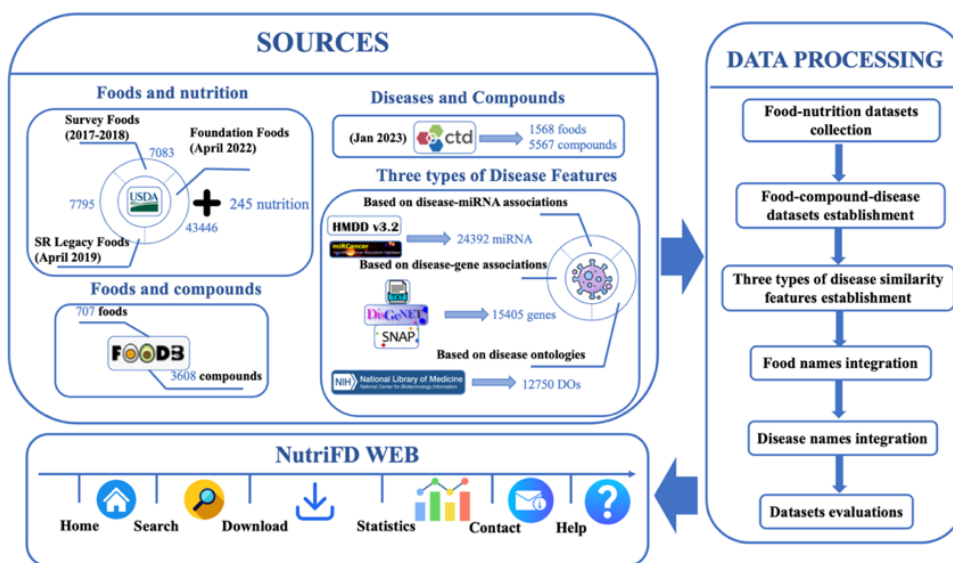 SOURCES
Foods and nutrition
Survey Foods
(2017-2018)
7083
Foundation Foods
(April 2022)
USDA
7795
245 nutrition
43446
SR Legacy Foods
(April 2019)
Foods and compounds
707 foods
FOODB
3608 compounds
Diseases and Compounds
(Jan 2023)
ctd
1568 foods
5567 compounds
Three types of Disease Features
Based on disease-miRNA associations
HMDD v3.2
miRCancer
24392 miRNA
Based on disease-gene associations
DisGeNET
15405 genes
SNAP
Based on disease ontologies
NIH
National Library of Medicine
National Center for Biotechnology Information
12750 DOs
DATA PROCESSING
Food-nutrition datasets
collection
Food-compound-disease
datasets establishment
Three types of disease similarity
features establishment
Food names integration
Disease names integration
Datasets evaluations
NutriFD WEB
Home
Search
Download
Statistics
Contact
Help